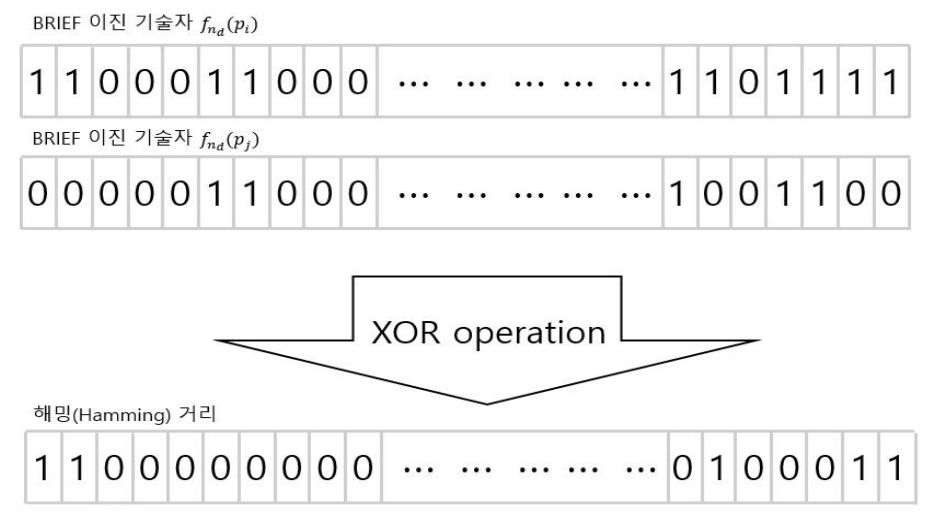 BRIEF 이진 기술자 f_{n_d}(p_i)
1 1 0 0 0 1 1 0 0 0 ··· ··· ··· ··· ··· 1 1 0 1 1 1 1
BRIEF 이진 기술자 f_{n_d}(p_j)
0 0 0 0 0 1 1 0 0 0 ··· ··· ··· ··· ··· 1 0 0 1 1 0 0
XOR operation
해밍(Hamming) 거리
1 1 0 0 0 0 0 0 0 0 ··· ··· ··· ··· ··· 0 1 0 0 0 1 1